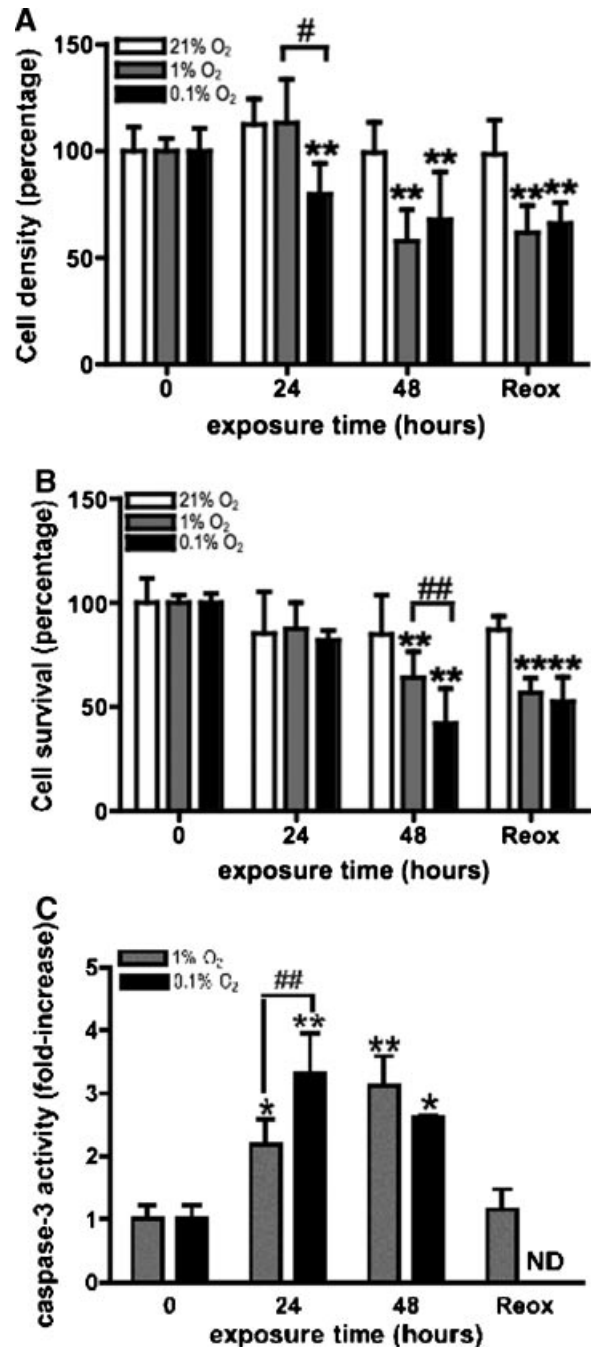 A
Cell density (percentage)
150
100
50
0
21% O₂
1% O₂
0.1% O₂
#
**
**
**
**
**
0
24
48
Reox
exposure time (hours)
B
Cell survival (percentage)
150
100
50
0
21% O₂
1% O₂
0.1% O₂
##
**
**
****
0
24
48
Reox
exposure time (hours)
C
caspase-3 activity (fold-increase)
5
4
3
2
1
0
1% O₂
0.1% O₂
##
*
**
**
*
ND
0
24
48
Reox
exposure time (hours)